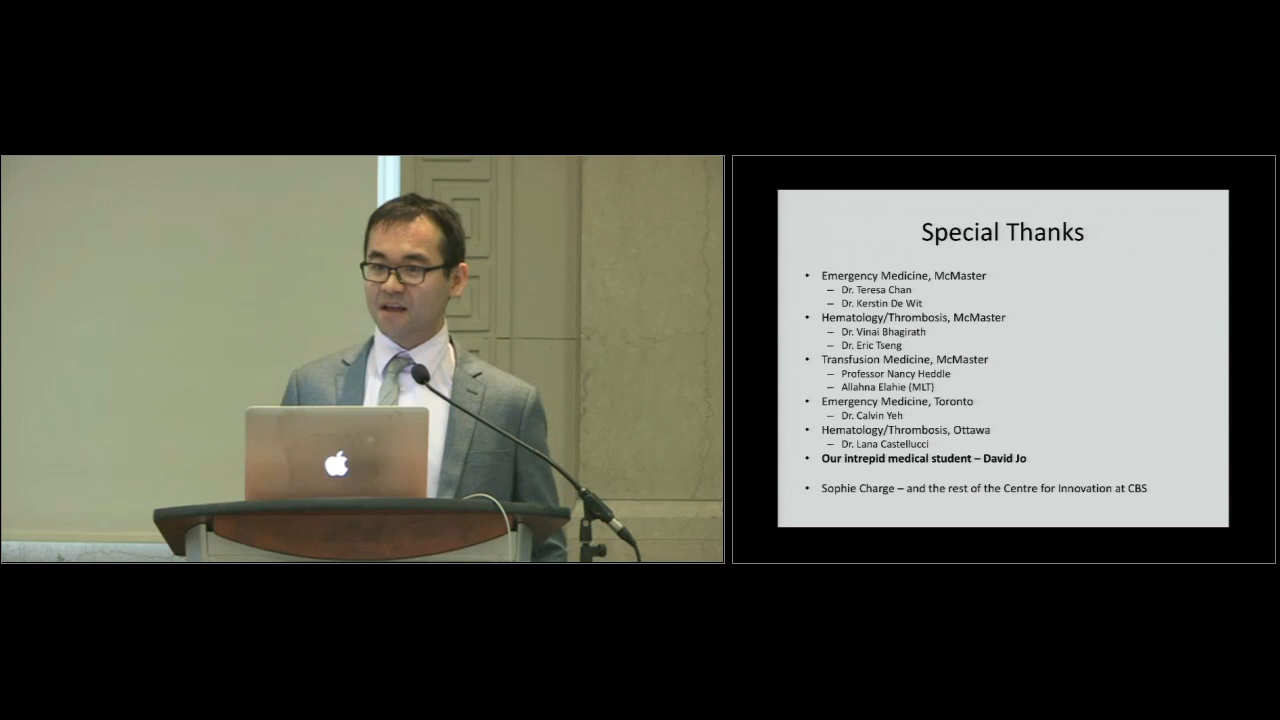 Special Thanks
• Emergency Medicine, McMaster
– Dr. Teresa Chan
– Dr. Kerstin De Wit
• Hematology/Thrombosis, McMaster
– Dr. Vinai Bhagirath
– Dr. Eric Tseng
• Transfusion Medicine, McMaster
– Professor Nancy Heddle
– Allahna Elahie (MLT)
• Emergency Medicine, Toronto
– Dr. Calvin Yeh
• Hematology/Thrombosis, Ottawa
– Dr. Lana Castellucci
• Our intrepid medical student – David Jo
• Sophie Charge – and the rest of the Centre for Innovation at CBS